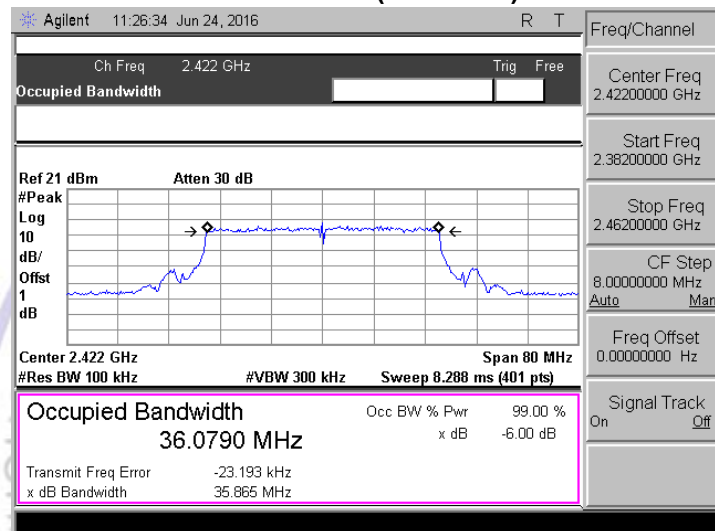 Agilent 11:26:34 Jun 24, 2016 R T
Freq/Channel
Ch Freq 2.422 GHz Trig Free
Occupied Bandwidth
Center Freq
2.42200000 GHz
Start Freq
2.38200000 GHz
Stop Freq
2.46200000 GHz
CF Step
8.00000000 MHz
Auto Man
Freq Offset
0.00000000 Hz
Signal Track
On Off
Ref 21 dBm Atten 30 dB
#Peak
Log
10
dB/
Offst
1
dB
Center 2.422 GHz Span 80 MHz
#Res BW 100 kHz #VBW 300 kHz Sweep 8.288 ms (401 pts)
Occupied Bandwidth Occ BW % Pwr 99.00 %
36.0790 MHz x dB -6.00 dB
Transmit Freq Error -23.193 kHz
x dB Bandwidth 35.865 MHz